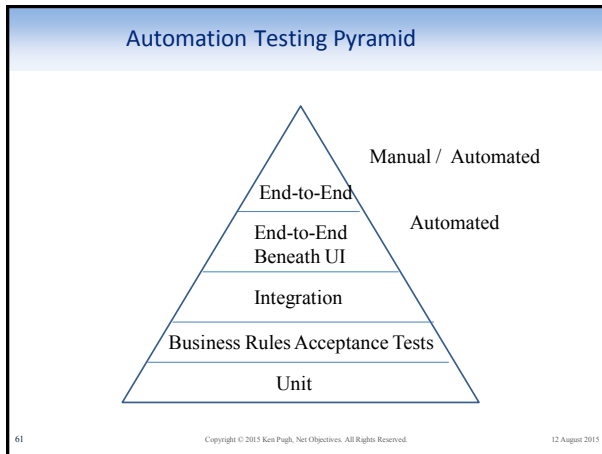 Automation Testing Pyramid
Manual / Automated
End-to-End
Automated
End-to-End
Beneath UI
Integration
Business Rules Acceptance Tests
Unit
61
Copyright © 2015 Ken Pugh, Net Objectives. All Rights Reserved.
12 August 2015